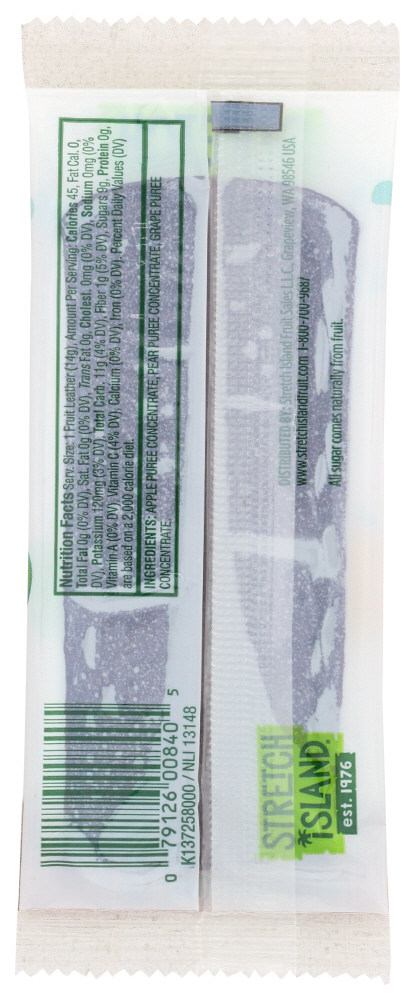 Nutrition Facts Serv. Size: 1 Fruit Leather (14g), Amount Per Serving: Calories 45, Fat Cal. 0,
Total Fat 0g (0% DV), Sat. Fat 0g (0% DV), Trans Fat 0g, Cholest. 0mg (0% DV), Sodium 0mg (0%
DV), Potassium 120mg (3% DV), Total Carb. 11g (4% DV), Fiber 1g (5% DV), Sugars 9g, Protein 0g,
Vitamin A (0% DV), Vitamin C (4% DV), Calcium (0% DV), Iron (0% DV). Percent Daily Values (DV)
are based on a 2,000 calorie diet.
INGREDIENTS: APPLE PUREE CONCENTRATE, PEAR PUREE CONCENTRATE, GRAPE PUREE
CONCENTRATE.
0 79126 00840 5
K137258000 / NLI 13148
DISTRIBUTED BY: Stretch Island Fruit Sales L.L.C. Grapeview, WA 98546 USA
www.stretchislandfruit.com 1-800-700-9687
All sugar comes naturally from fruit.
STRETCH
ISLAND
est. 1976